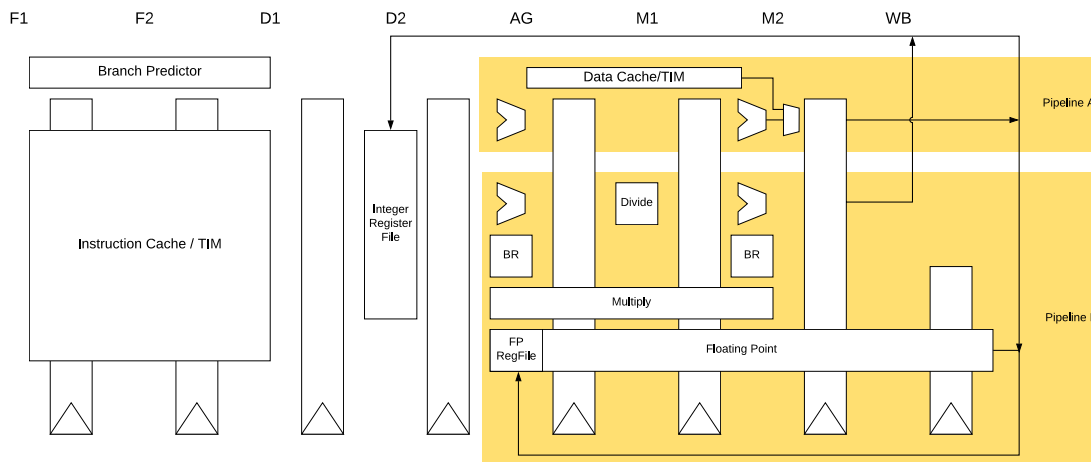 F1 F2 D1 D2 AG M1 M2 WB
Branch Predictor
Data Cache/TIM
Pipeline A
Instruction Cache / TIM
Integer
Register
File
Divide
BR
BR
Multiply
Pipeline
FP
RegFile
Floating Point